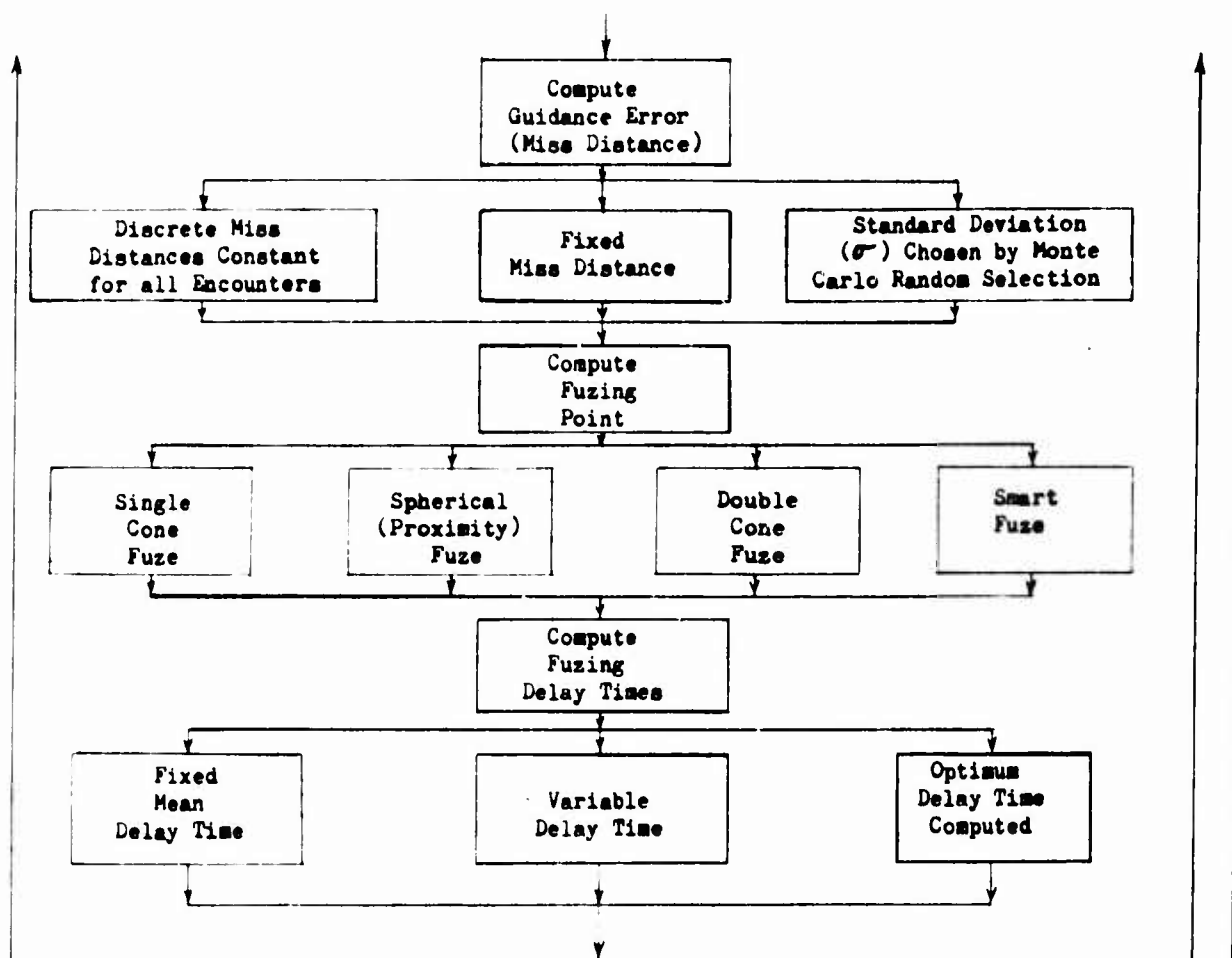 Compute
Guidance Error
(Miss Distance)
Discrete Miss
Distances Constant
for all Encounters
Fixed
Miss Distance
Standard Deviation
(σ) Chosen by Monte
Carlo Random Selection
Compute
Fuzing
Point
Single
Cone
Fuze
Spherical
(Proximity)
Fuze
Double
Cone
Fuze
Smart
Fuze
Compute
Fuzing
Delay Times
Fixed
Mean
Delay Time
Variable
Delay Time
Optimum
Delay Time
Computed